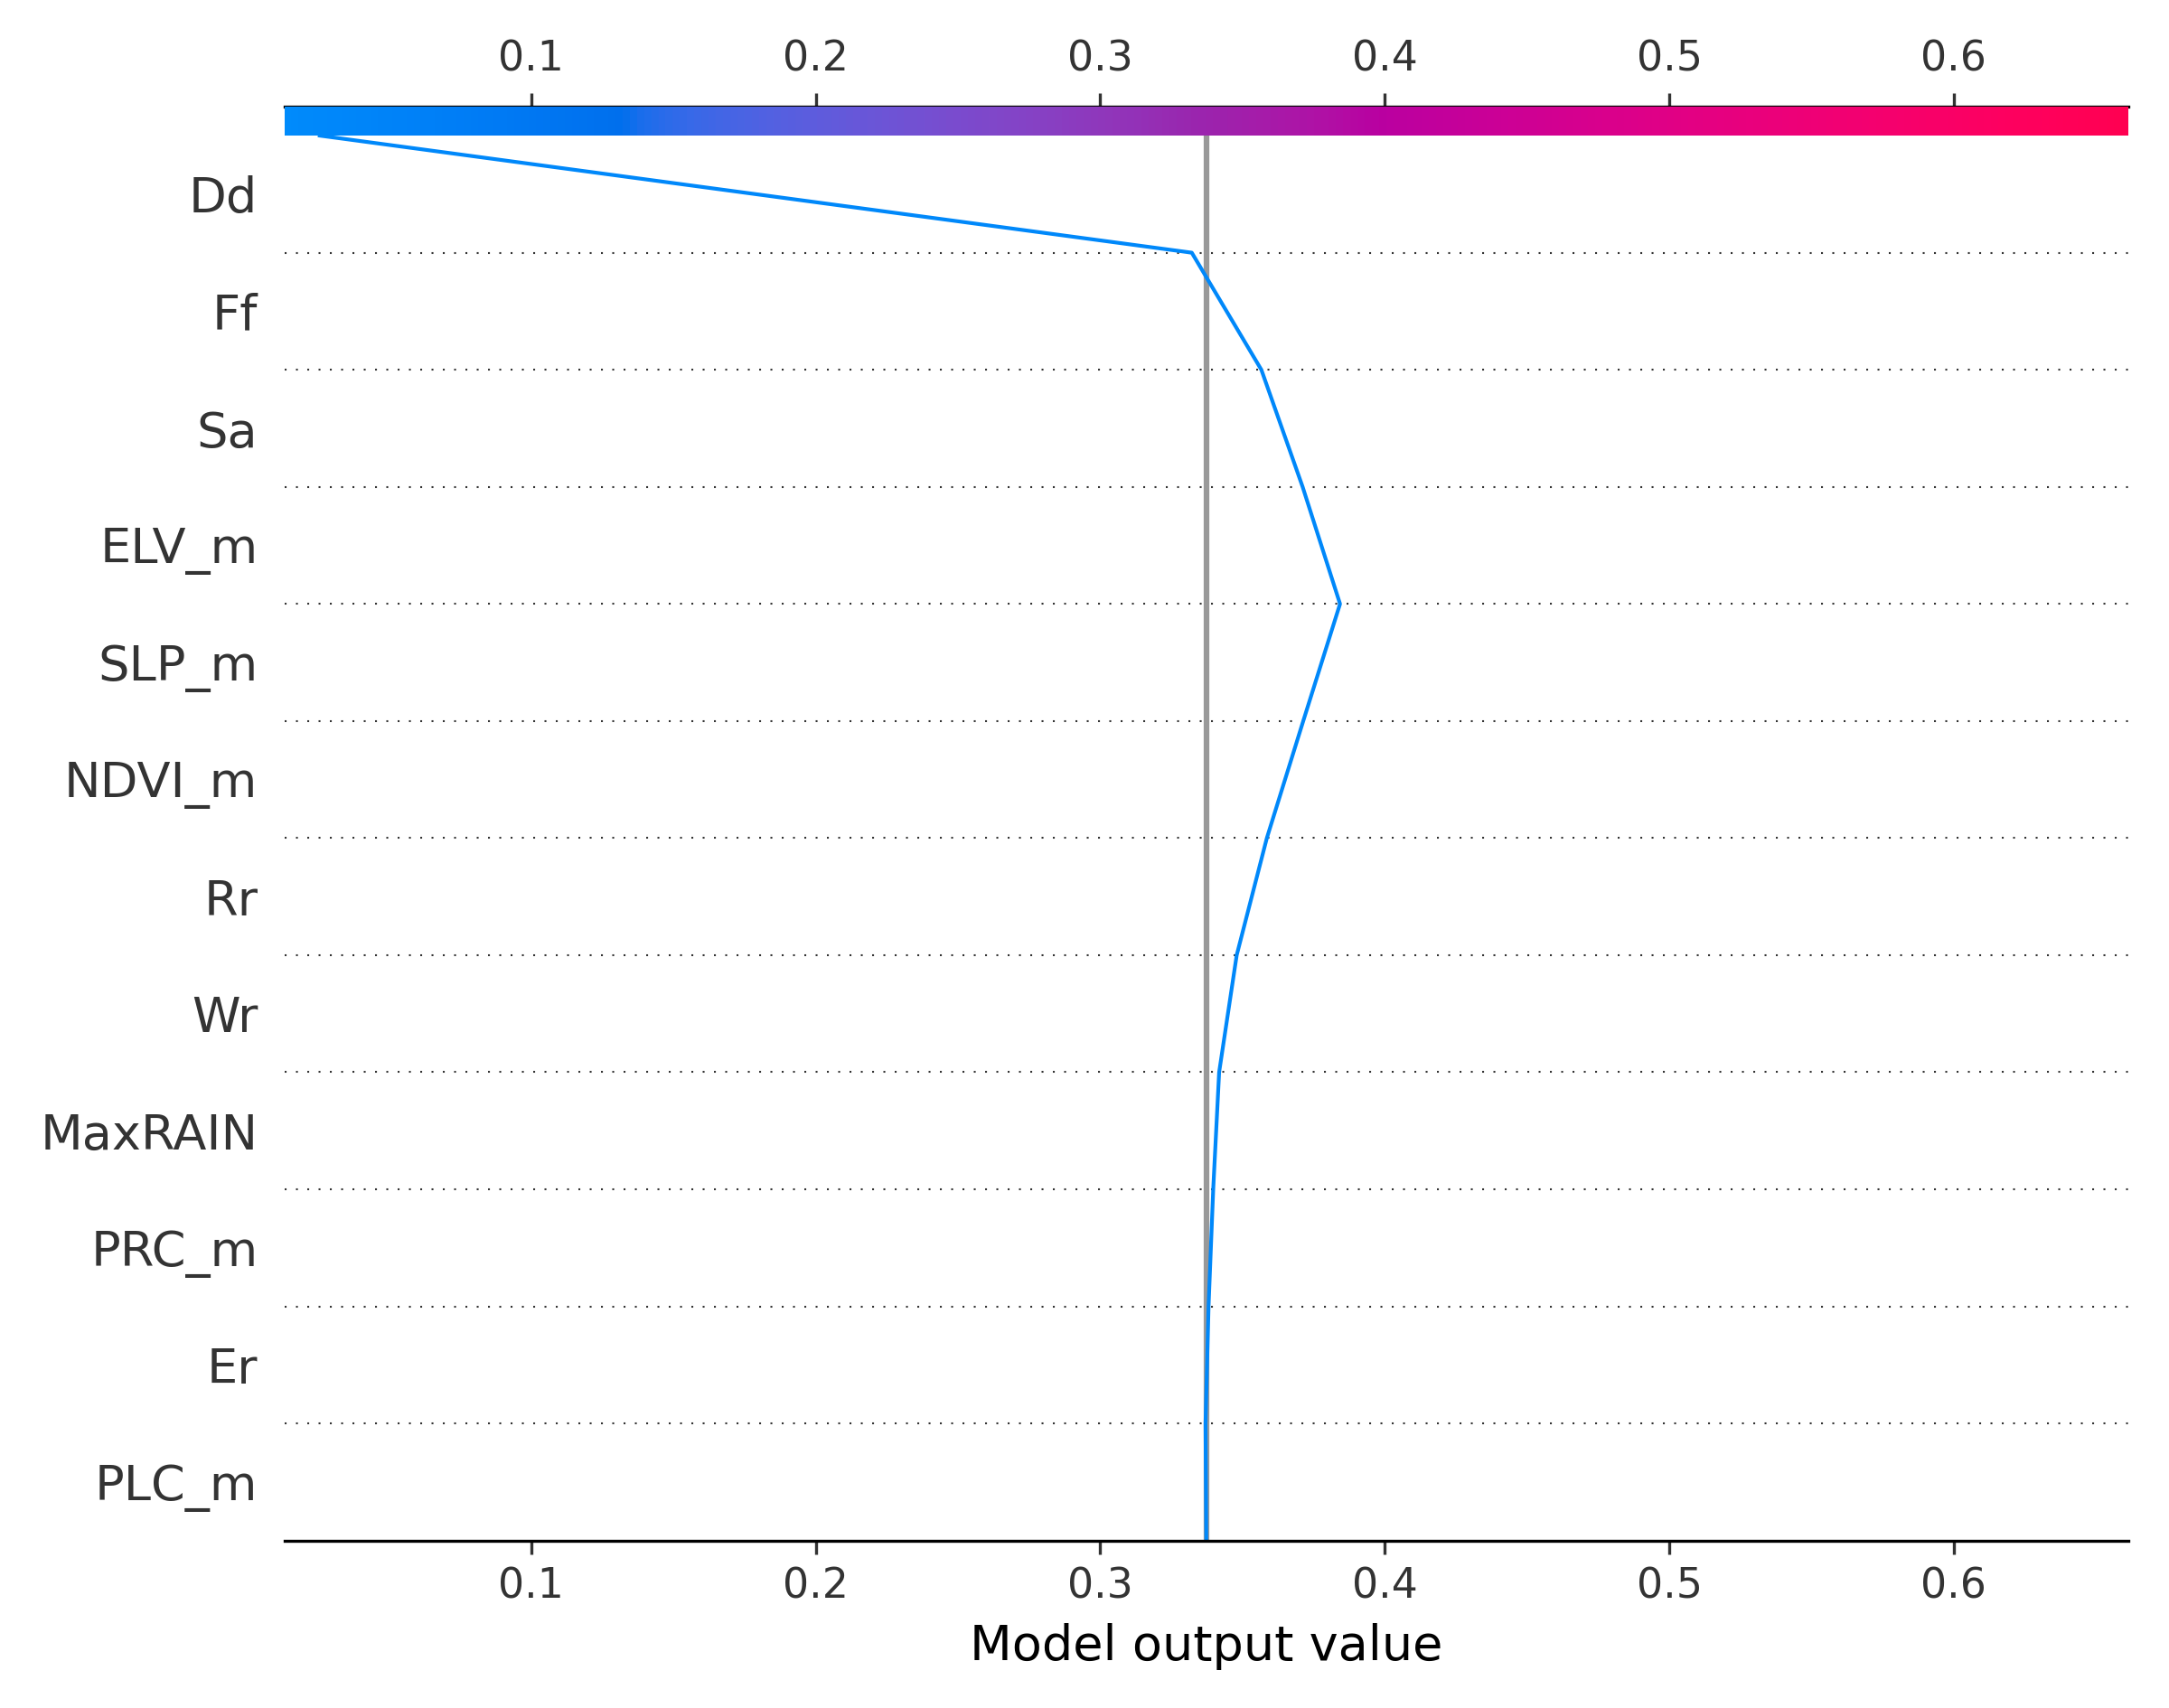 0.1 0.2 0.3 0.4 0.5 0.6
Dd
Ff
Sa
ELV_m
SLP_m
NDVI_m
Rr
Wr
MaxRAIN
PRC_m
Er
PLC_m
0.1 0.2 0.3 0.4 0.5 0.6
Model output value